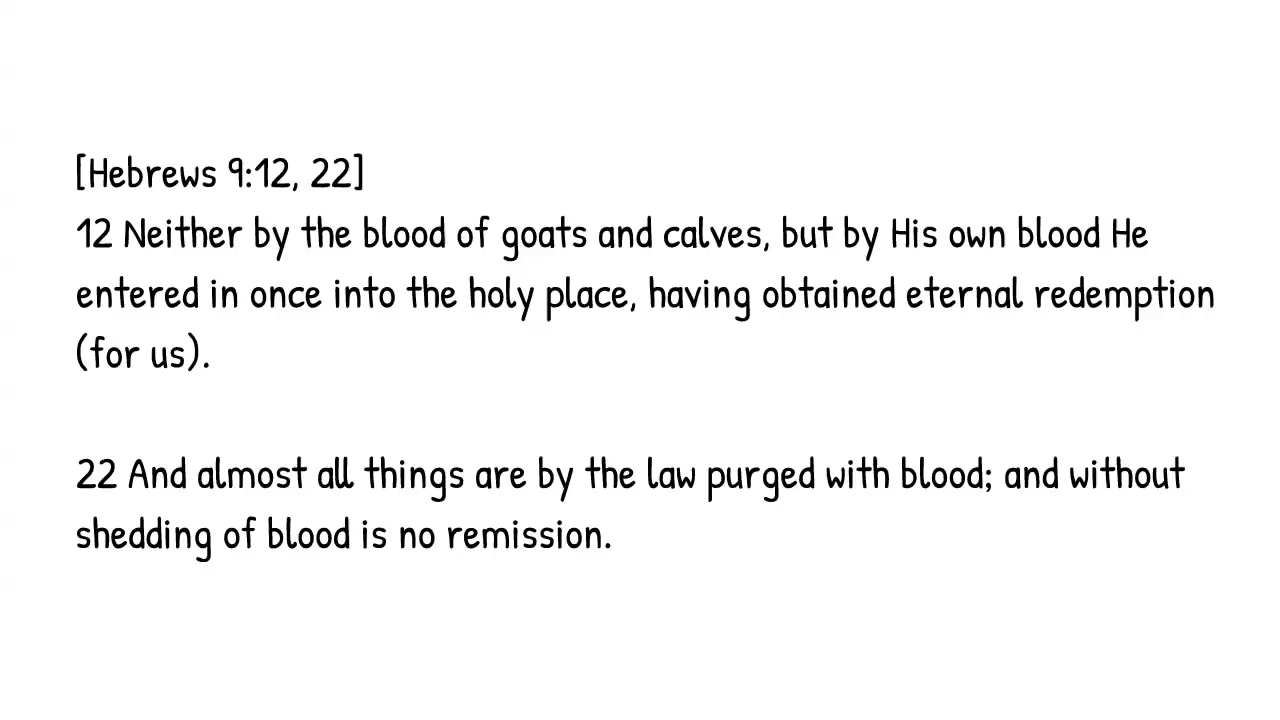 [Hebrews 9:12, 22]
12 Neither by the blood of goats and calves, but by His own blood He
entered in once into the holy place, having obtained eternal redemption
(for us).
22 And almost all things are by the law purged with blood; and without
shedding of blood is no remission.